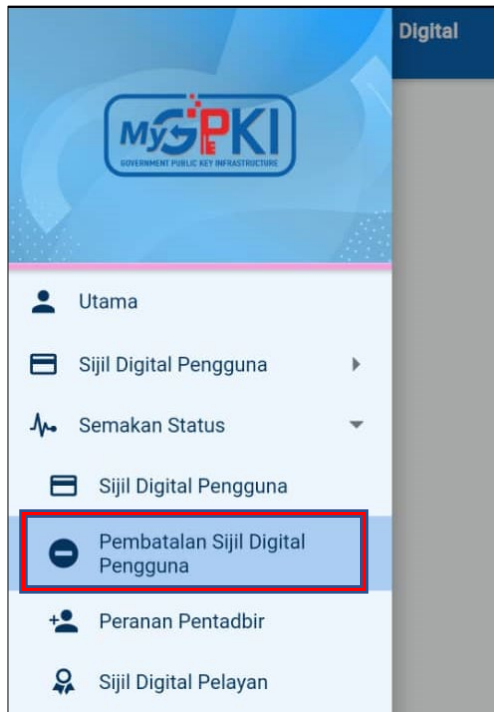 Digital
MyGPKI
GOVERNMENT PUBLIC KEY INFRASTRUCTURE
Utama
Sijil Digital Pengguna
Semakan Status
Sijil Digital Pengguna
Pembatalan Sijil Digital
Pengguna
Peranan Pentadbir
Sijil Digital Pelayan